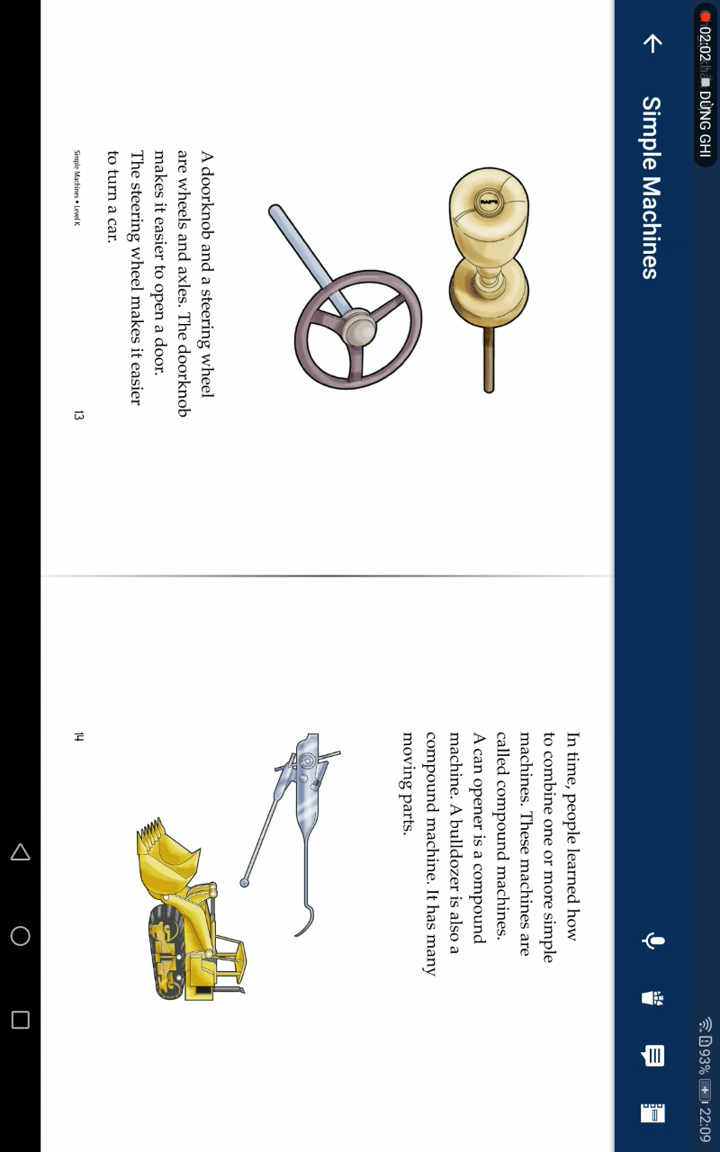 02:02 DỪNG GHI
93% 22:09
Simple Machines
A doorknob and a steering wheel
are wheels and axles. The doorknob
makes it easier to open a door.
The steering wheel makes it easier
to turn a car.
Simple Machines • Level K
13
In time, people learned how
to combine one or more simple
machines. These machines are
called compound machines.
A can opener is a compound
machine. A bulldozer is also a
compound machine. It has many
moving parts.
14